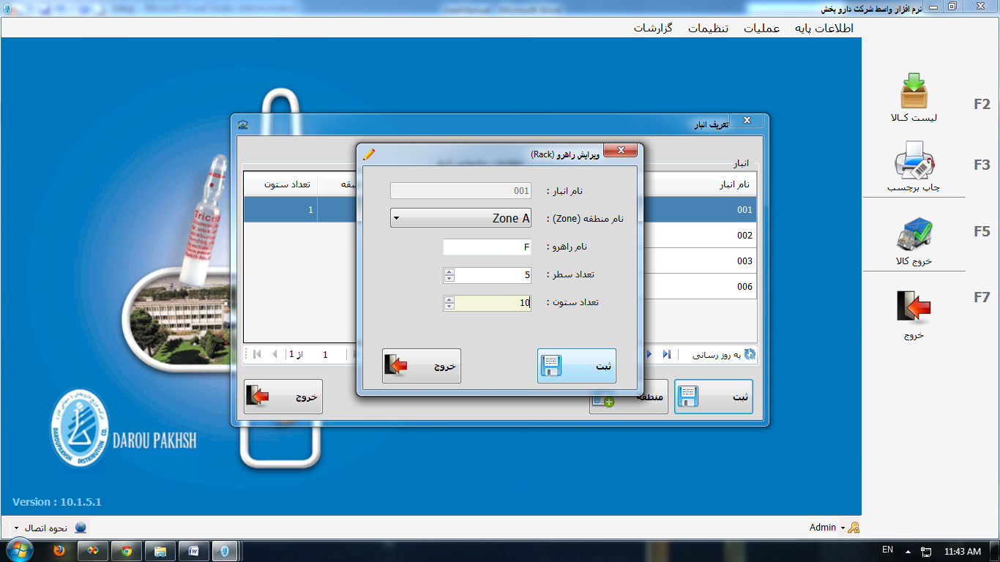 نرم افزار واسط شرکت دارو پخش
اطلاعات پایه
عملیات
تنظیمات
گزارشات
F2
لیست کـالا
F3
چاپ برچسب
F5
خروج کالا
F7
خروج
تعریف انبار
انبار
نام انبار
تعداد ستون
001
1
002
003
006
به روز رسانی
1
از 1
ثبت
منطقه
خروج
ویرایش راهرو (Rack)
نام انبار : 001
نام منطقه (Zone) : Zone A
نام راهرو : F
تعداد سطر : 5
تعداد ستون : 10
ثبت
خروج
DAROUPAKHSH DISTRIBUTION CO.
DAROU PAKHSH
Version : 10.1.5.1
نحوه اتصال
Admin
EN
11:43 AM